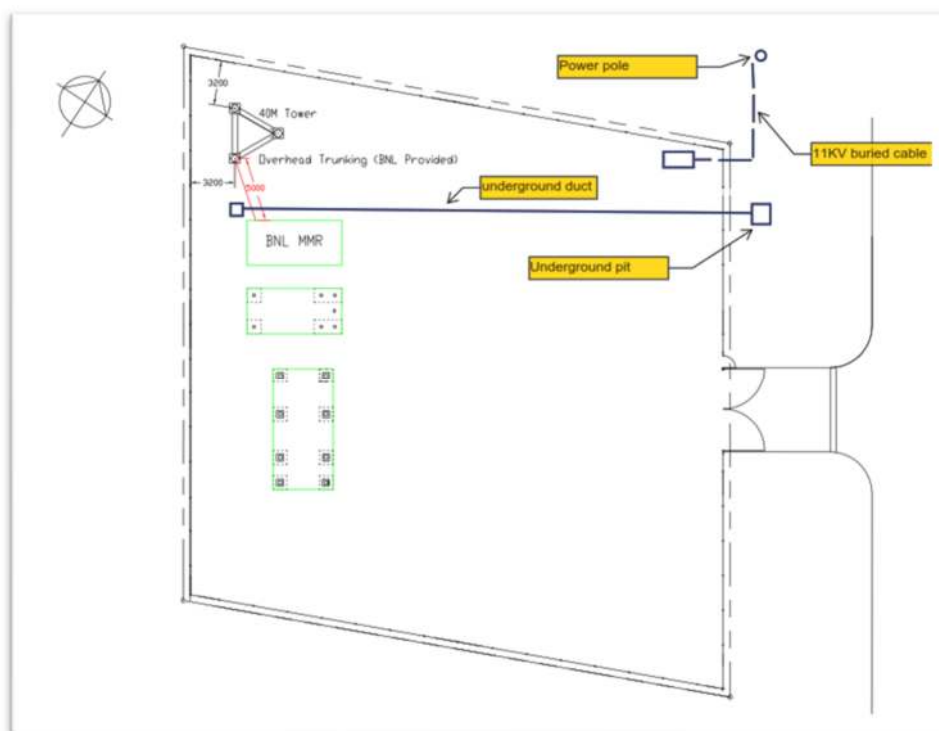 Power pole
3200
40M Tower
11KV buried cable
Overhead Trunking (BNL Provided)
3200
5000
underground duct
BNL MMR
Underground pit